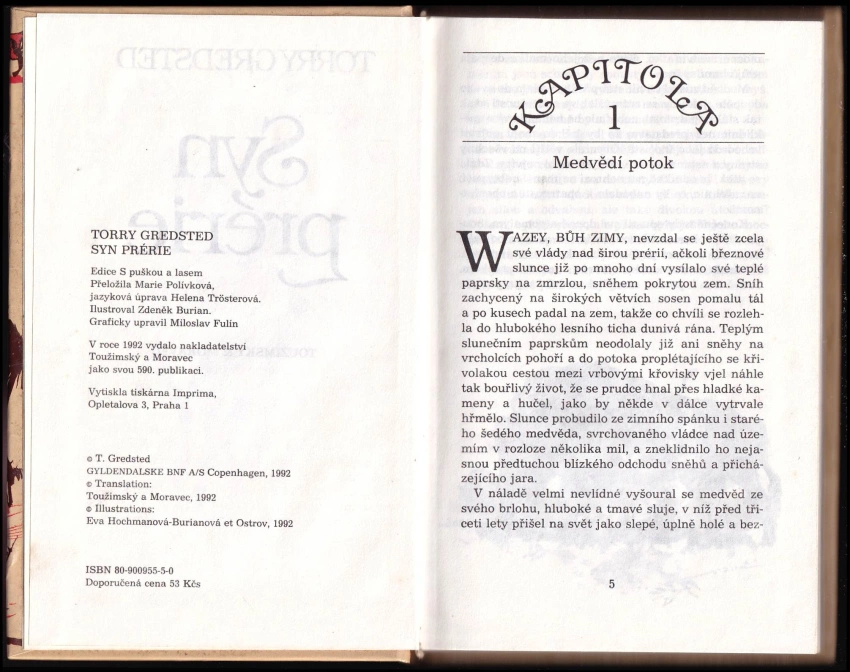 TORRY GREDSTED
SYN PRÉRIE
Edice S puškou a lasem
Přeložila Marie Polívková,
jazyková úprava Helena Trösterová.
Ilustroval Zdeněk Burian.
Graficky upravil Miloslav Fulín
V roce 1992 vydalo nakladatelství
Toužimský a Moravec
jako svou 590. publikaci.
Vytiskla tiskárna Imprima,
Opletalova 3, Praha 1
© T. Gredsted
GYLDENDALSKE BNF A/S Copenhagen, 1992
© Translation:
Toužimský a Moravec, 1992
© Illustrations:
Eva Hochmanová-Burianová et Ostrov, 1992
ISBN 80-900955-5-0
Doporučená cena 53 Kčs
KAPITOLA
1
Medvědí potok
WAZEY, BŮH ZIMY, nevzdal se ještě zcela
své vlády nad širou prérií, ačkoli březnové
slunce již po mnoho dní vysílalo své teplé
paprsky na zmrzlou, sněhem pokrytou zem. Sníh
zachycený na širokých větvích sosen pomalu tál
a po kusech padal na zem, takže co chvíli se rozleh-
la do hlubokého lesního ticha dunivá rána. Teplým
slunečním paprskům neodolaly již ani sněhy na
vrcholcích pohoří a do potoka proplétajícího se kři-
volakou cestou mezi vrbovými křovisky vjel náhle
tak bouřlivý život, že se prudce hnal přes hladké ka-
meny a hučel, jako by někde v dálce vytrvale
hřmělo. Slunce probudilo ze zimního spánku i staré-
ho šedého medvěda, svrchovaného vládce nad úze-
mím v rozloze několika mil, a zneklidnilo ho neja-
snou předtuchou blízkého odchodu sněhů a přichá-
zejícího jara.
V náladě velmi nevlídné vyšoural se medvěd ze
svého brlohu, hluboké a tmavé sluje, v níž před tři-
ceti lety přišel na svět jako slepé, úplně holé a bez-
5